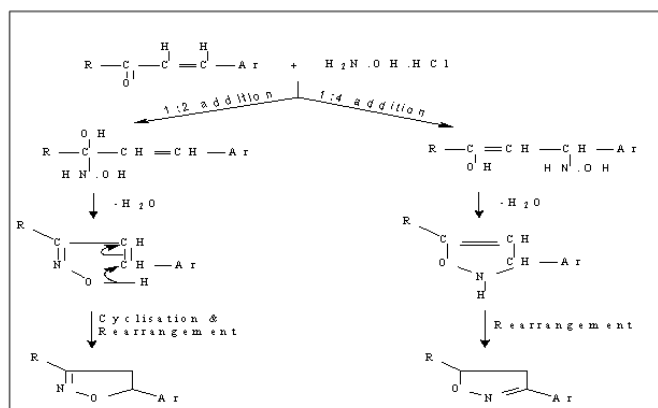 H H
R C C C Ar + H2N.OH.HCl
O
1:2 addition 1:4 addition
OH
R C CH CH Ar
HN.OH
R C CH CH Ar
OH HN.OH
-H2O -H2O
R C CH
N CH Ar
O H
R C CH
O CH Ar
N
H
Cyclisation &
Rearrangement
Rearrangement
R
N O Ar
R
O N Ar